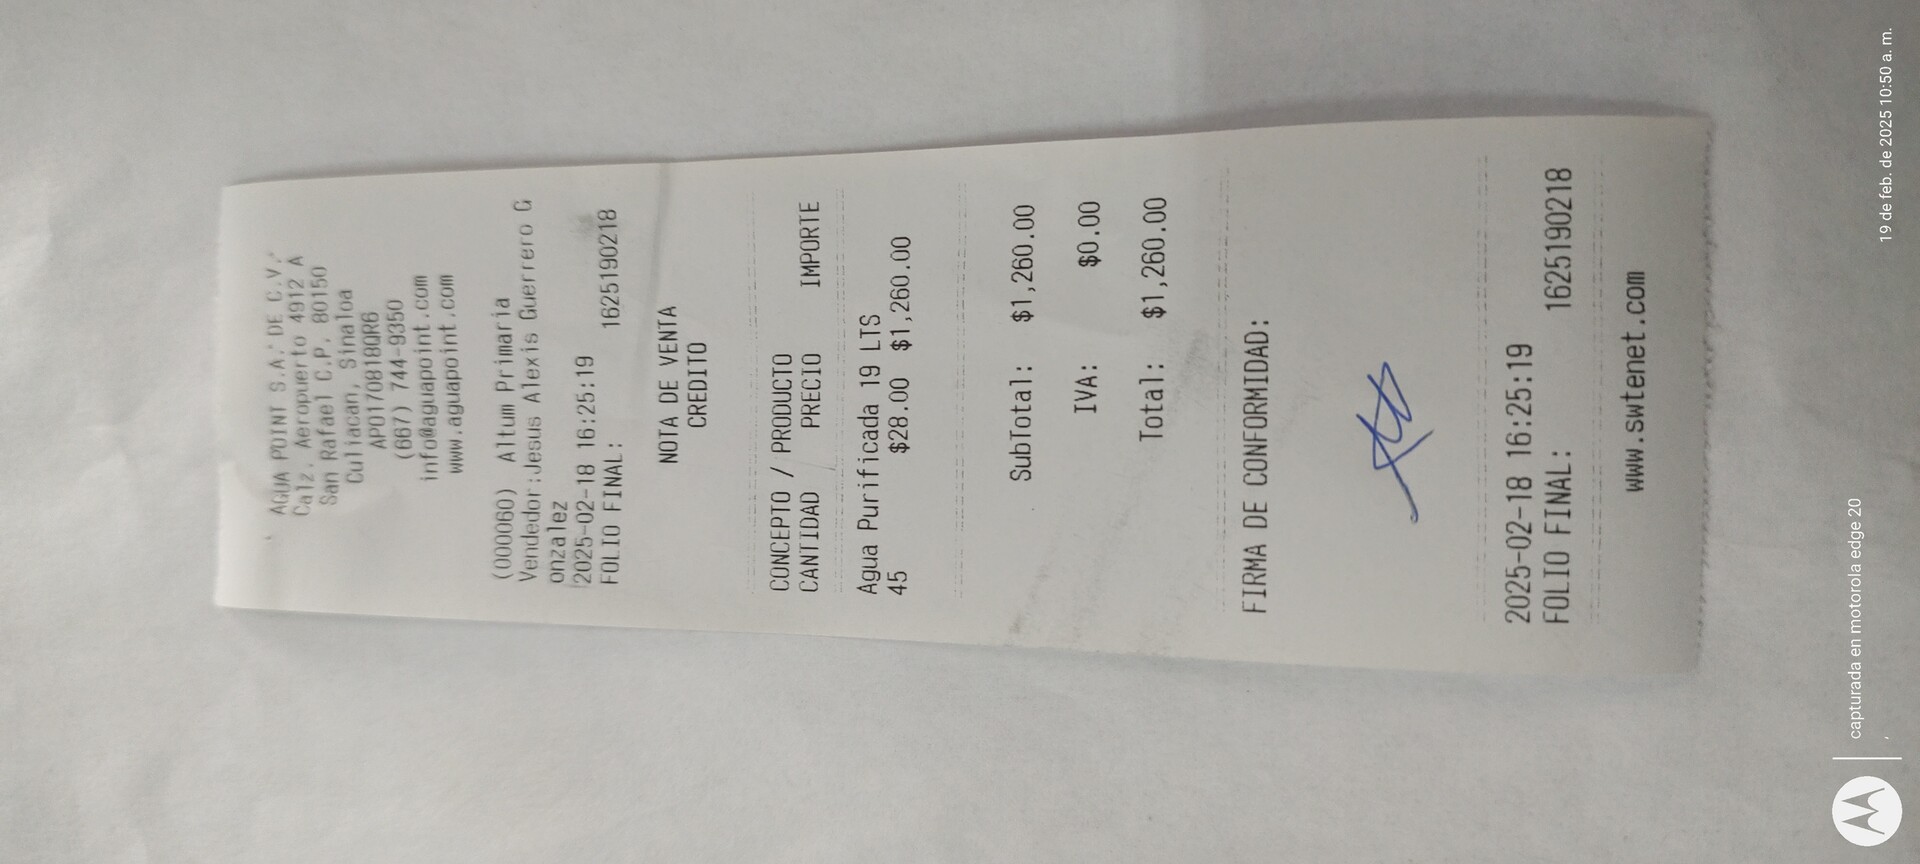 AGUA POINT S.A. DE C.V.
Calz. Aeropuerto 4912 A
San Rafael C.P. 80150
Culiacan, Sinaloa
APO170818QR6
(667) 744-9350
info@aguapoint.com
www.aguapoint.com
(000060) Altum Primaria
Vendedor:Jesus Alexis Guerrero G
onzalez
2025-02-18 16:25:19
FOLIO FINAL: 1625190218
NOTA DE VENTA
CREDITO
CONCEPTO / PRODUCTO
CANTIDAD PRECIO IMPORTE
Agua Purificada 19 LTS
45 $28.00 $1,260.00
SubTotal: $1,260.00
IVA: $0.00
Total: $1,260.00
FIRMA DE CONFORMIDAD:
2025-02-18 16:25:19
FOLIO FINAL: 1625190218
www.swtenet.com
capturada en motorola edge 20
19 de feb. de 2025 10:50 a. m.